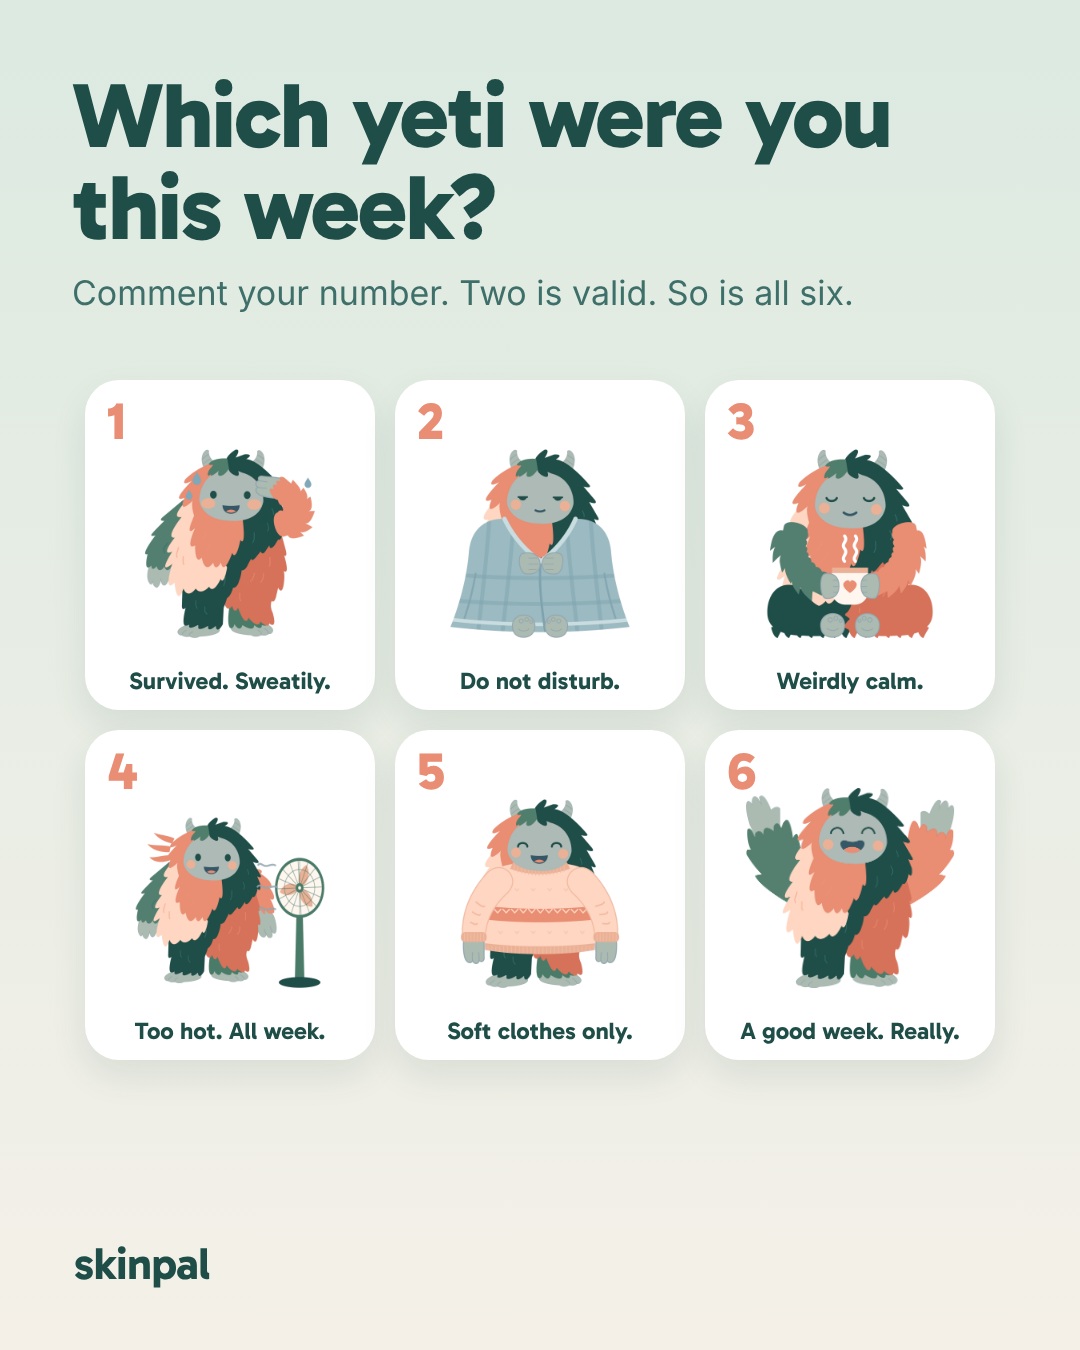 Which yeti were you
this week?
Comment your number. Two is valid. So is all six.
1
Survived. Sweatily.
2
Do not disturb.
3
Weirdly calm.
4
Too hot. All week.
5
Soft clothes only.
6
A good week. Really.
skinpal